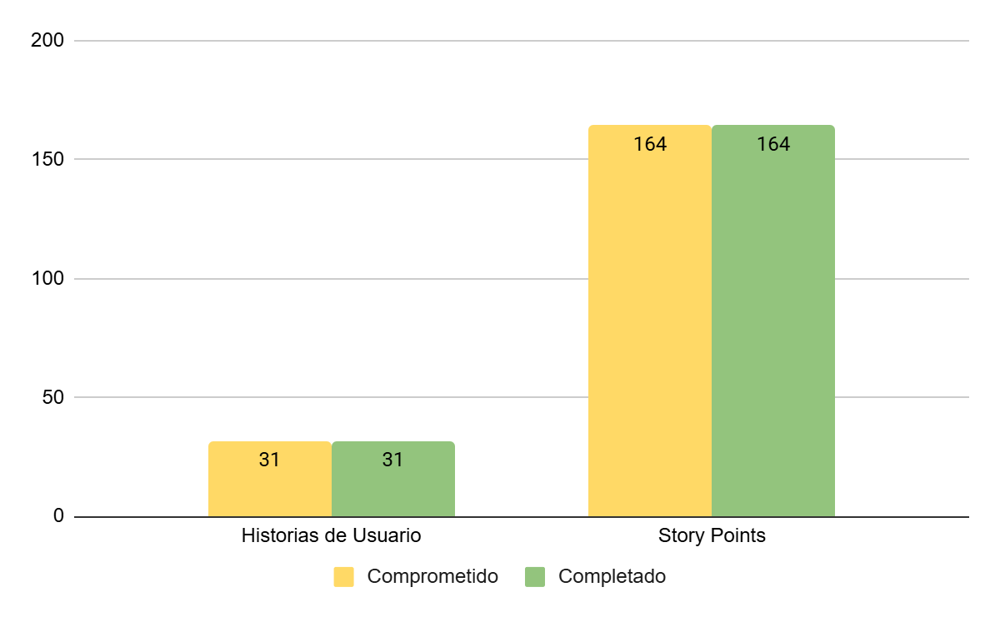 200
150
100
50
0
164
164
31
31
Historias de Usuario
Story Points
Comprometido
Completado